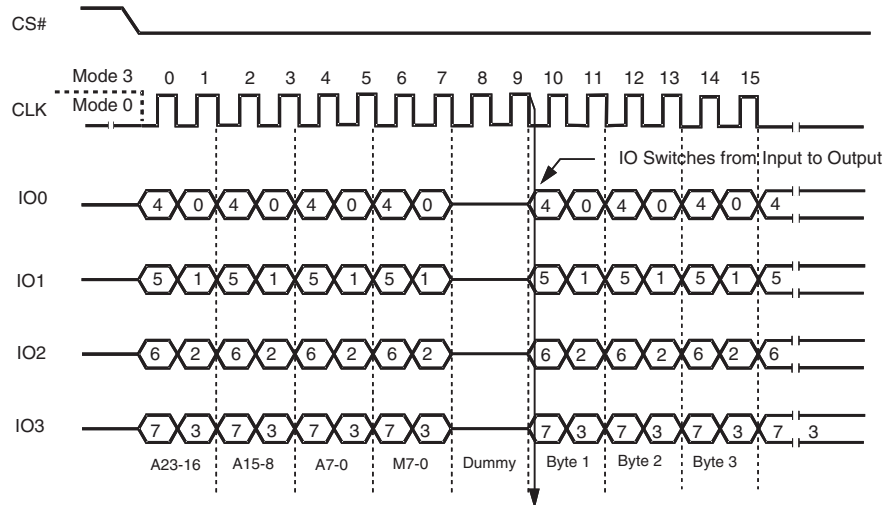 CS#
Mode 3 0 1 2 3 4 5 6 7 8 9 10 11 12 13 14 15
CLK Mode 0
IO Switches from Input to Output
IO0 4 0 4 0 4 0 4 0 4 0 4 0 4 0 4
IO1 5 1 5 1 5 1 5 1 5 1 5 1 5 1 5
IO2 6 2 6 2 6 2 6 2 6 2 6 2 6 2 6
IO3 7 3 7 3 7 3 7 3 7 3 7 3 7 3 7 3
A23-16 A15-8 A7-0 M7-0 Dummy Byte 1 Byte 2 Byte 3